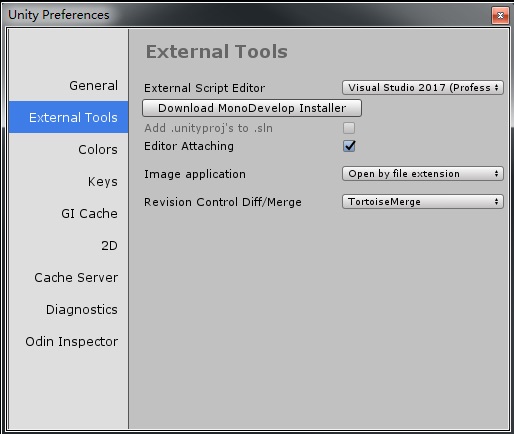 Unity Preferences
External Tools
General
External Tools
Colors
Keys
GI Cache
2D
Cache Server
Diagnostics
Odin Inspector
External Script Editor
Visual Studio 2017 (Profess
Download MonoDevelop Installer
Add .unityproj's to .sln
Editor Attaching
Image application
Open by file extension
Revision Control Diff/Merge
TortoiseMerge